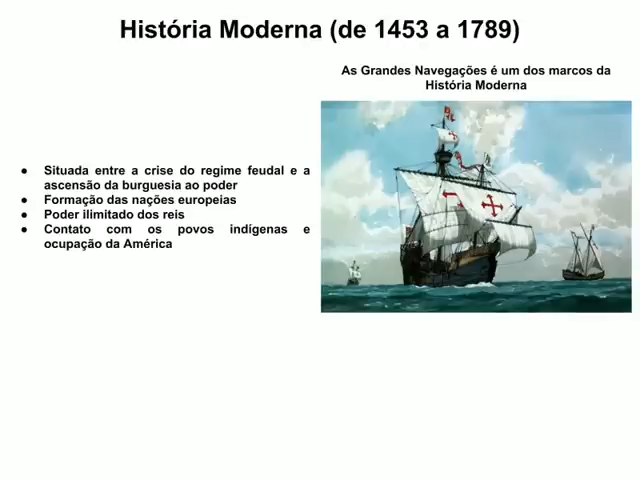 História Moderna (de 1453 a 1789)
As Grandes Navegações é um dos marcos da
História Moderna
● Situada entre a crise do regime feudal e a
ascensão da burguesia ao poder
● Formação das nações europeias
● Poder ilimitado dos reis
● Contato com os povos indígenas e
ocupação da América